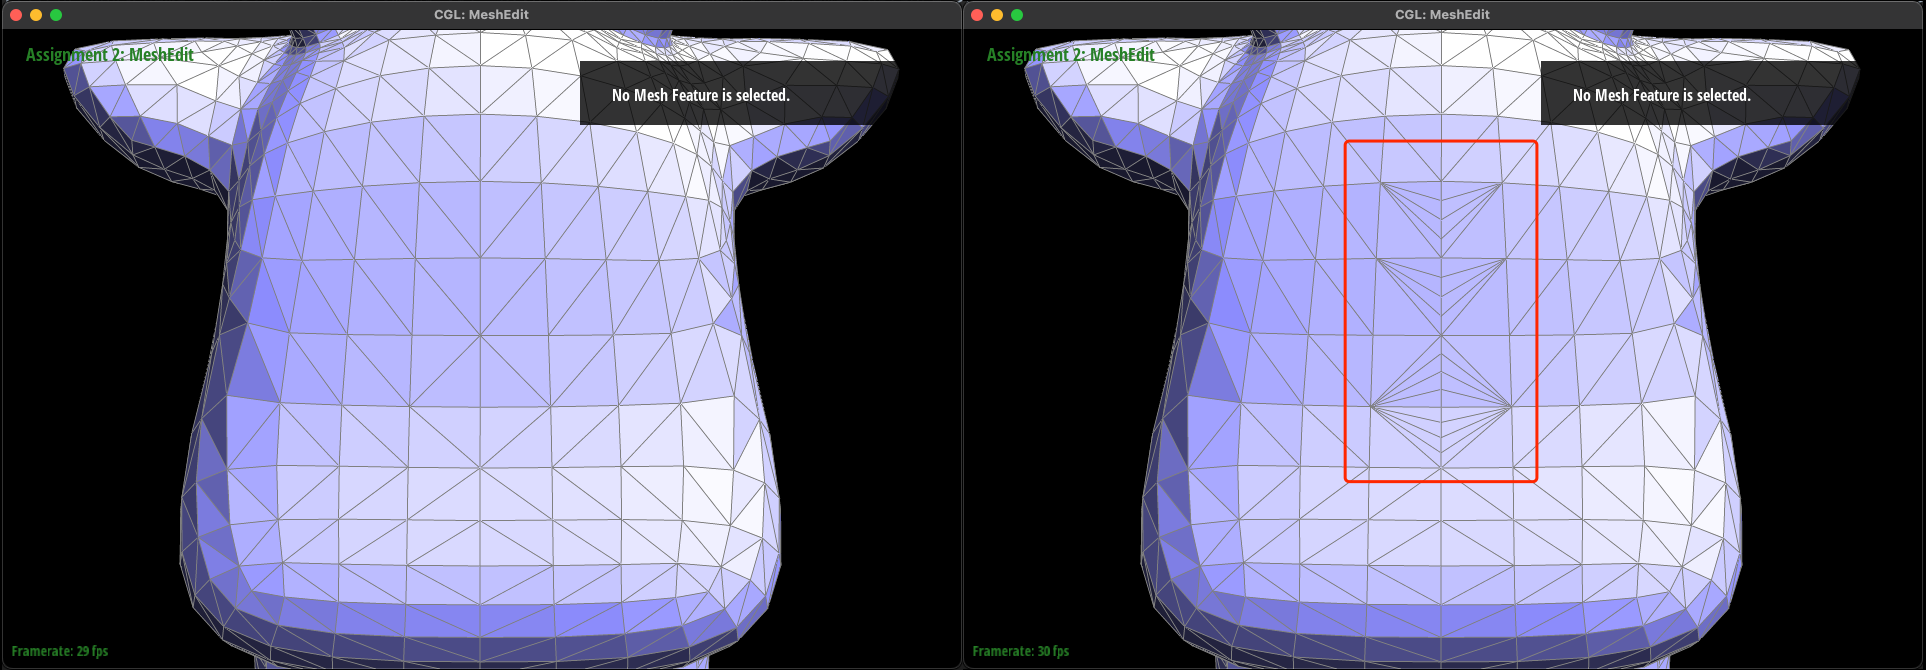 CGL: MeshEdit
Assignment 2: MeshEdit
No Mesh Feature is selected.
Framerate: 29 fps
CGL: MeshEdit
Assignment 2: MeshEdit
No Mesh Feature is selected.
Framerate: 30 fps